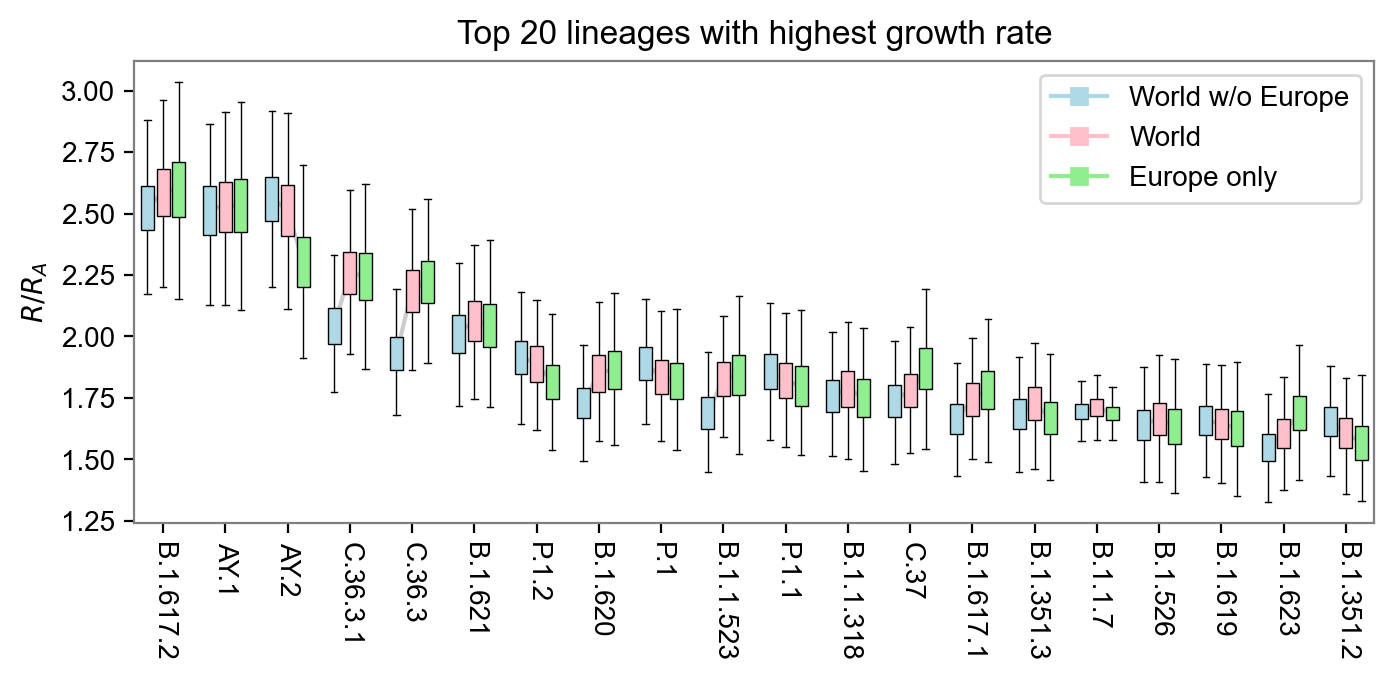 Top 20 lineages with highest growth rate
R/R_A
3.00
2.75
2.50
2.25
2.00
1.75
1.50
1.25
World w/o Europe
World
Europe only
B.1.617.2
AY.1
AY.2
C.36.3.1
C.36.3
B.1.621
P.1.2
B.1.620
P.1
B.1.1.523
P.1.1
B.1.1.318
C.37
B.1.617.1
B.1.351.3
B.1.1.7
B.1.526
B.1.619
B.1.623
B.1.351.2